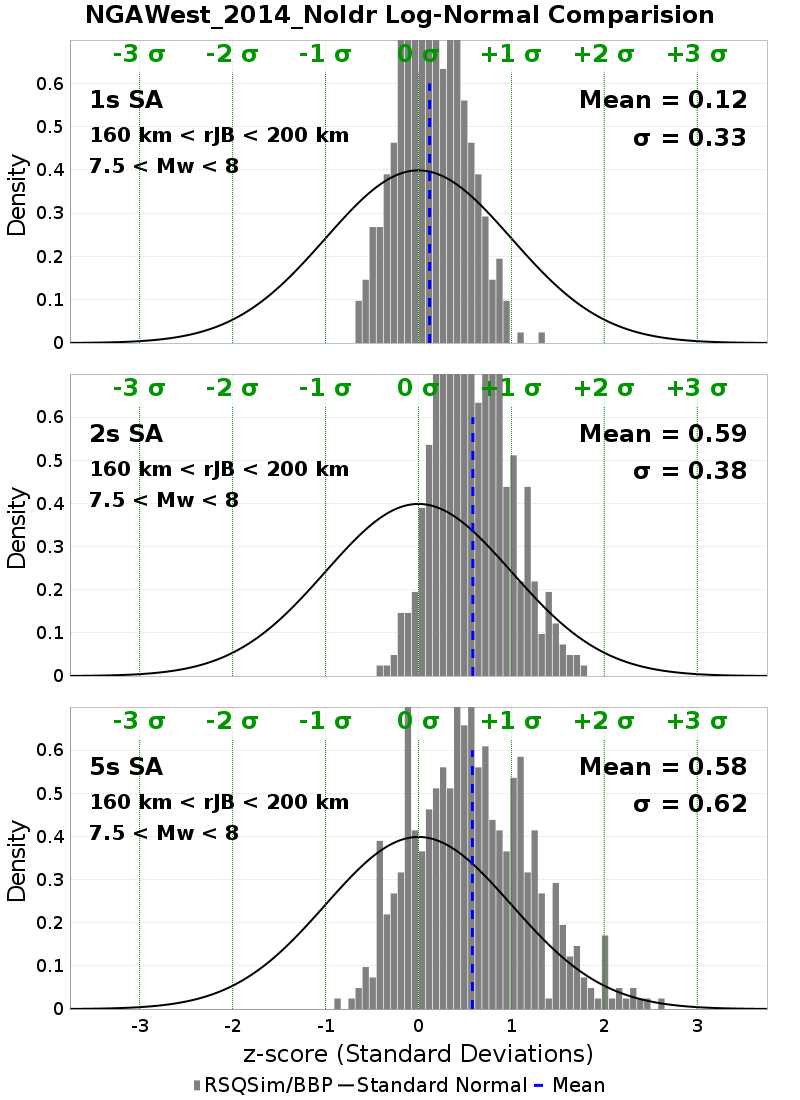 NGAWest_2014_NoIdr Log-Normal Comparision
-3 σ -2 σ -1 σ 0 σ +1 σ +2 σ +3 σ
1s SA
Mean = 0.12
160 km < rJB < 200 km
σ = 0.33
7.5 < Mw < 8
Density
0.6
0.5
0.4
0.3
0.2
0.1
0
-3 σ -2 σ -1 σ 0 σ +1 σ +2 σ +3 σ
2s SA
Mean = 0.59
160 km < rJB < 200 km
σ = 0.38
7.5 < Mw < 8
Density
0.6
0.5
0.4
0.3
0.2
0.1
0
-3 σ -2 σ -1 σ 0 σ +1 σ +2 σ +3 σ
5s SA
Mean = 0.58
160 km < rJB < 200 km
σ = 0.62
7.5 < Mw < 8
Density
0.6
0.5
0.4
0.3
0.2
0.1
0
-3 -2 -1 0 1 2 3
z-score (Standard Deviations)
RSQSim/BBP Standard Normal Mean